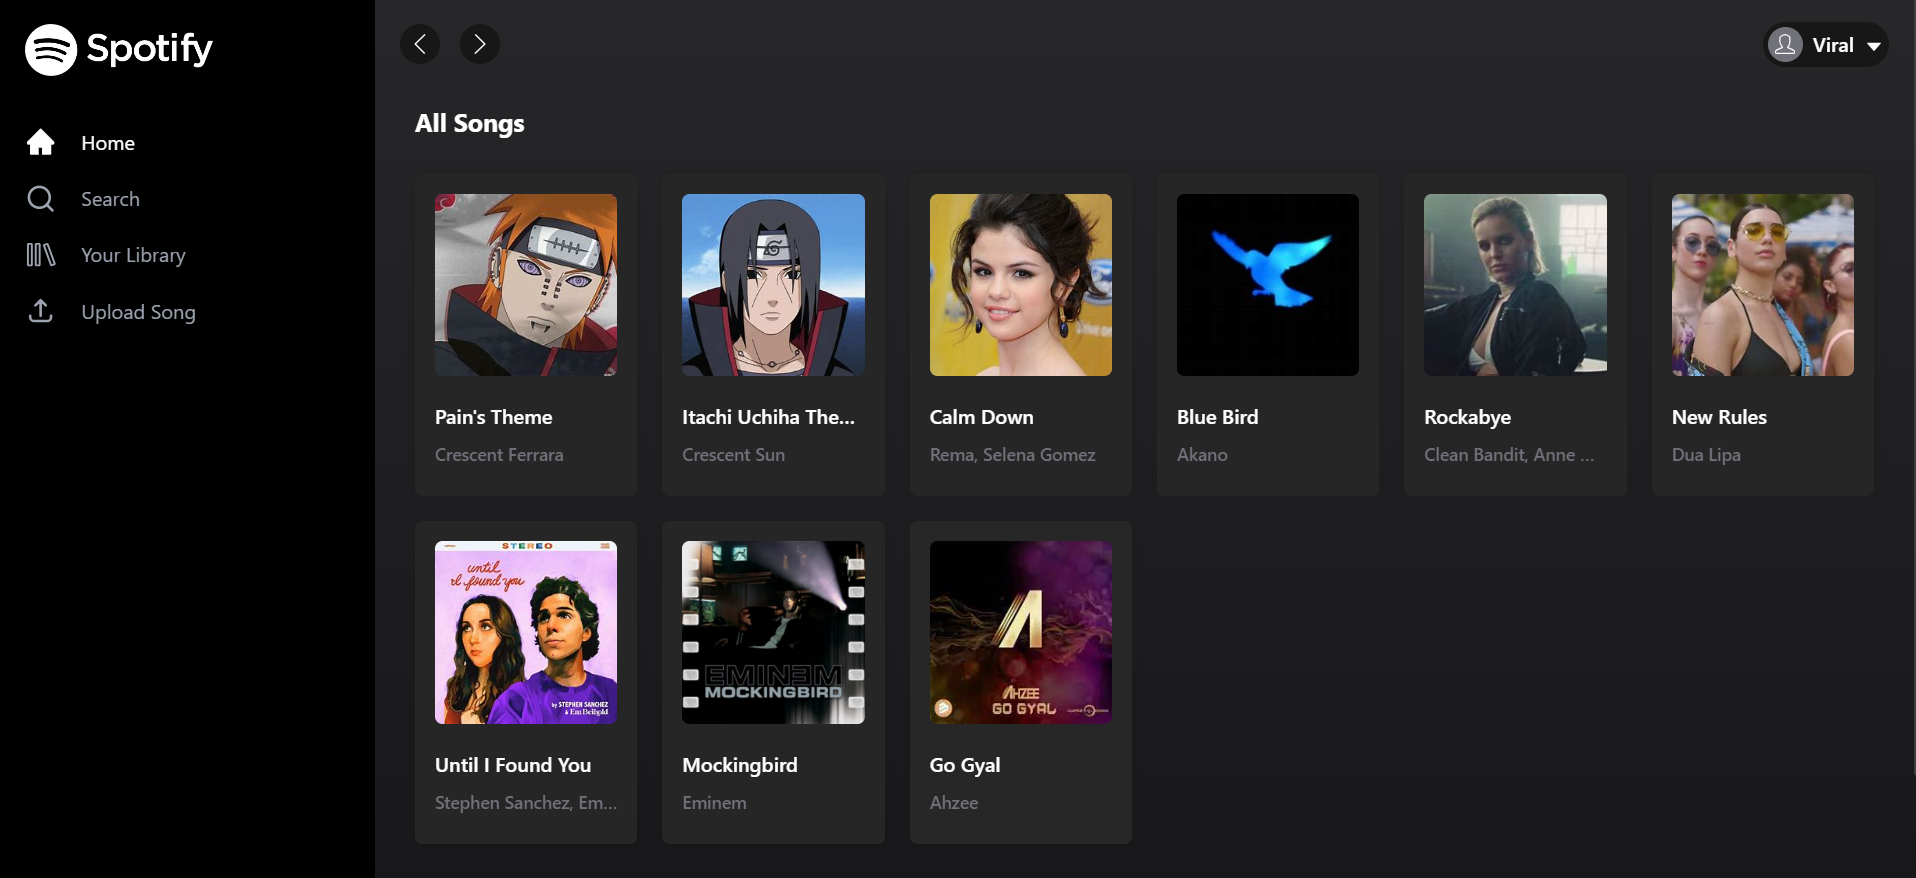 Spotify
Viral
Home
Search
Your Library
Upload Song
All Songs
Pain's Theme
Crescent Ferrara
Itachi Uchiha The...
Crescent Sun
Calm Down
Rema, Selena Gomez
Blue Bird
Akano
Rockabye
Clean Bandit, Anne ...
New Rules
Dua Lipa
STEREO
until
I found you
by STEPHEN SANCHEZ
& Em Beihold
Until I Found You
Stephen Sanchez, Em...
EMINEM
MOCKINGBIRD
Mockingbird
Eminem
A
AHZEE
GO GYAL
Go Gyal
Ahzee